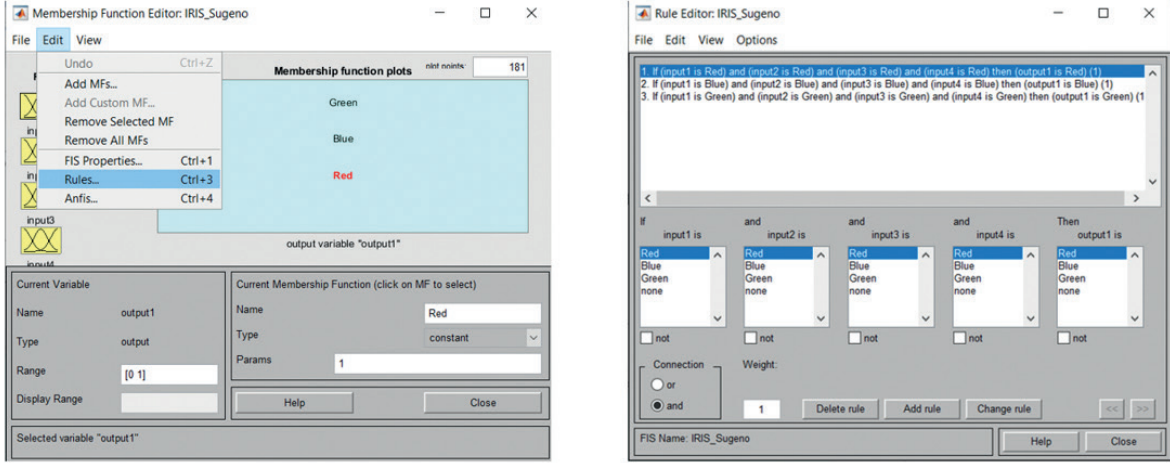 Membership Function Editor: IRIS_Sugeno
File Edit View
Undo Ctrl+Z
Add MFs...
Add Custom MF...
Remove Selected MF
Remove All MFs
FIS Properties... Ctrl+1
Rules... Ctrl+3
Anfis... Ctrl+4
input3
Membership function plots plot points: 181
Green
Blue
Red
output variable "output1"
Current Variable
Name output1
Type output
Range [0 1]
Display Range
Current Membership Function (click on MF to select)
Name Red
Type constant
Params 1
Help Close
Selected variable "output1"
Rule Editor: IRIS_Sugeno
File Edit View Options
1. If (input1 is Red) and (input2 is Red) and (input3 is Red) and (input4 is Red) then (output1 is Red) (1)
2. If (input1 is Blue) and (input2 is Blue) and (input3 is Blue) and (input4 is Blue) then (output1 is Blue) (1)
3. If (input1 is Green) and (input2 is Green) and (input3 is Green) and (input4 is Green) then (output1 is Green) (1
If and and and Then
input1 is input2 is input3 is input4 is output1 is
Red Red Red Red Red
Blue Blue Blue Blue Blue
Green Green Green Green Green
none none none none none
not not not not not
Connection Weight:
or
and 1 Delete rule Add rule Change rule << >>
FIS Name: IRIS_Sugeno Help Close